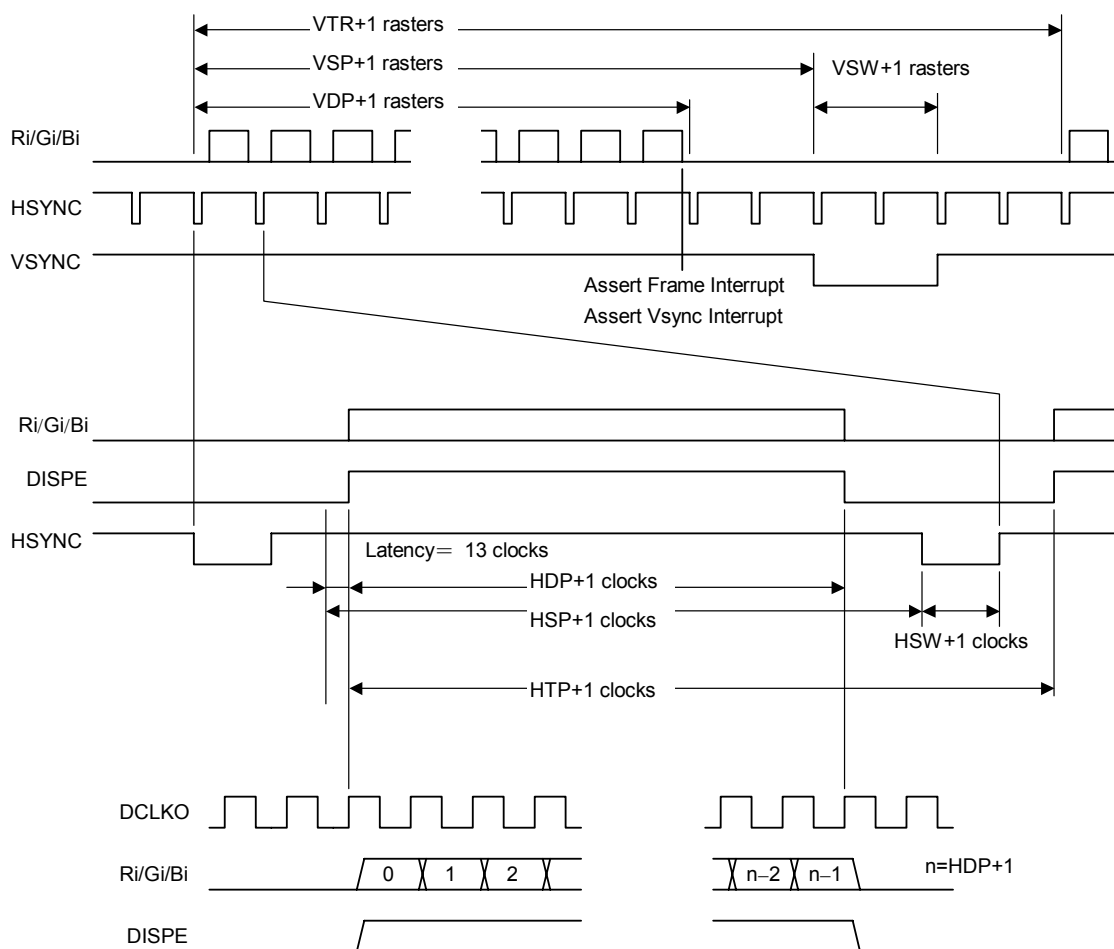 VTR+1 rasters
VSP+1 rasters
VSW+1 rasters
VDP+1 rasters
Ri/Gi/Bi
HSYNC
VSYNC
Assert Frame Interrupt
Assert Vsync Interrupt
Ri/Gi/Bi
DISPE
HSYNC
Latency= 13 clocks
HDP+1 clocks
HSP+1 clocks
HSW+1 clocks
HTP+1 clocks
DCLKO
Ri/Gi/Bi
0 1 2 n–2 n–1
n=HDP+1
DISPE